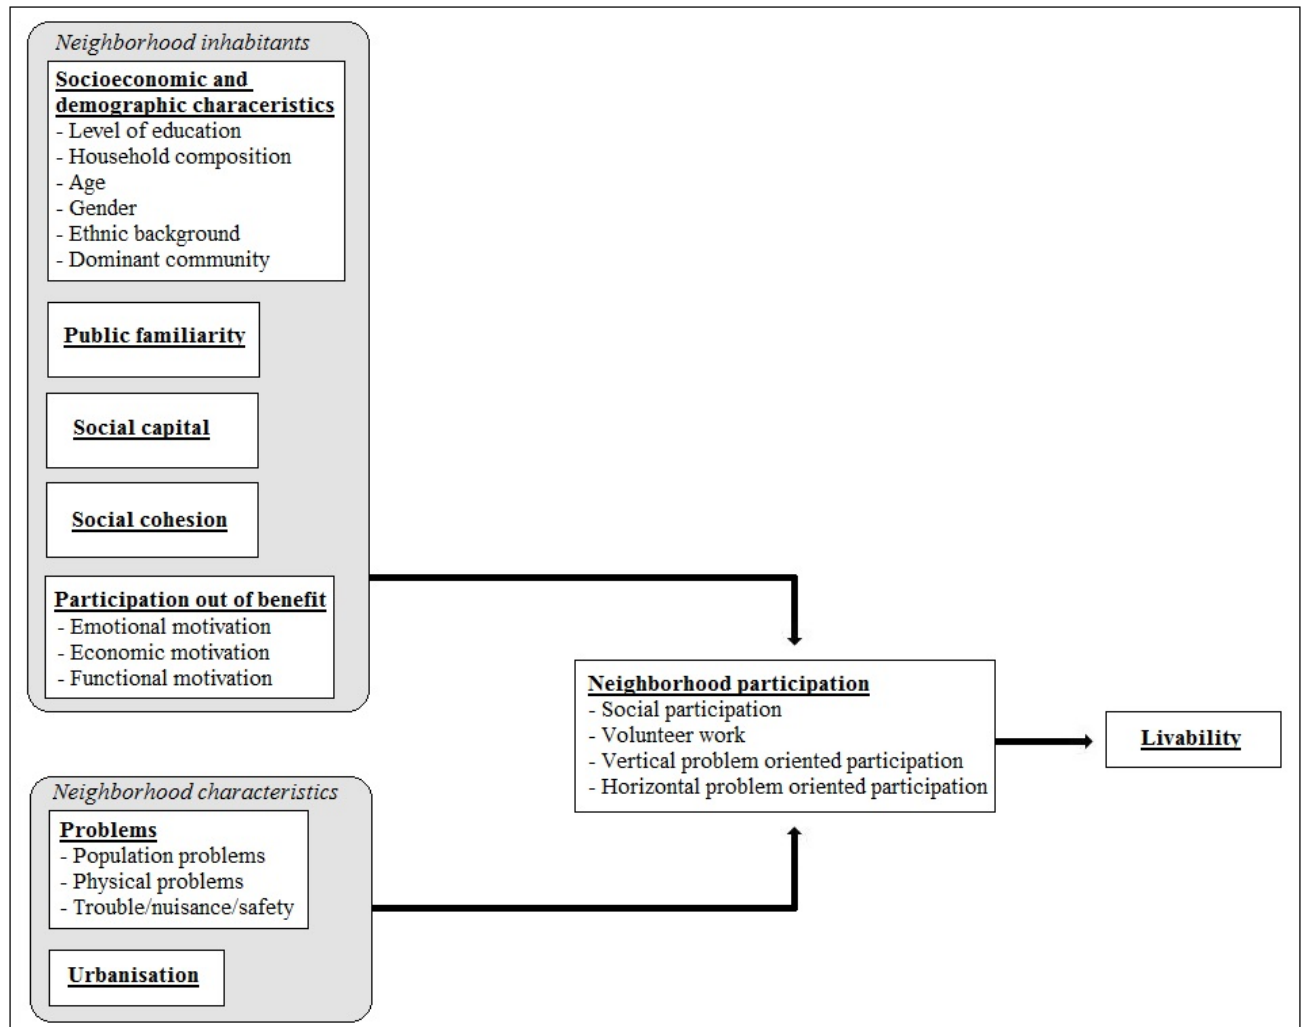 Neighborhood inhabitants
Socioeconomic and
demographic characeristics
- Level of education
- Household composition
- Age
- Gender
- Ethnic background
- Dominant community
Public familiarity
Social capital
Social cohesion
Participation out of benefit
- Emotional motivation
- Economic motivation
- Functional motivation
Neighborhood participation
- Social participation
- Volunteer work
- Vertical problem oriented participation
- Horizontal problem oriented participation
Livability
Neighborhood characteristics
Problems
- Population problems
- Physical problems
- Trouble/nuisance/safety
Urbanisation